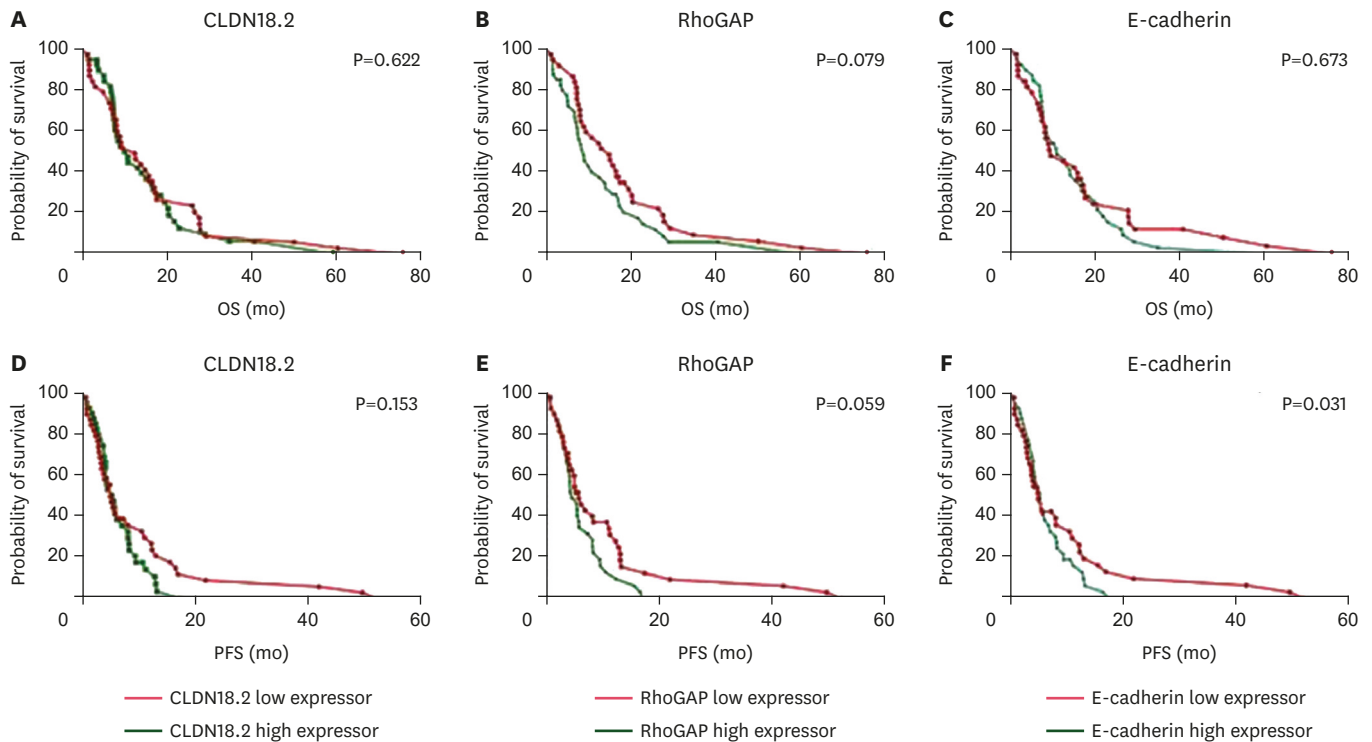 A CLDN18.2
P=0.622
Probability of survival
100
80
60
40
20
0 20 40 60 80
OS (mo)
B RhoGAP
P=0.079
Probability of survival
100
80
60
40
20
0 20 40 60 80
OS (mo)
C E-cadherin
P=0.673
Probability of survival
100
80
60
40
20
0 20 40 60 80
OS (mo)
D CLDN18.2
P=0.153
Probability of survival
100
80
60
40
20
0 20 40 60
PFS (mo)
CLDN18.2 low expressor
CLDN18.2 high expressor
E RhoGAP
P=0.059
Probability of survival
100
80
60
40
20
0 20 40 60
PFS (mo)
RhoGAP low expressor
RhoGAP high expressor
F E-cadherin
P=0.031
Probability of survival
100
80
60
40
20
0 20 40 60
PFS (mo)
E-cadherin low expressor
E-cadherin high expressor